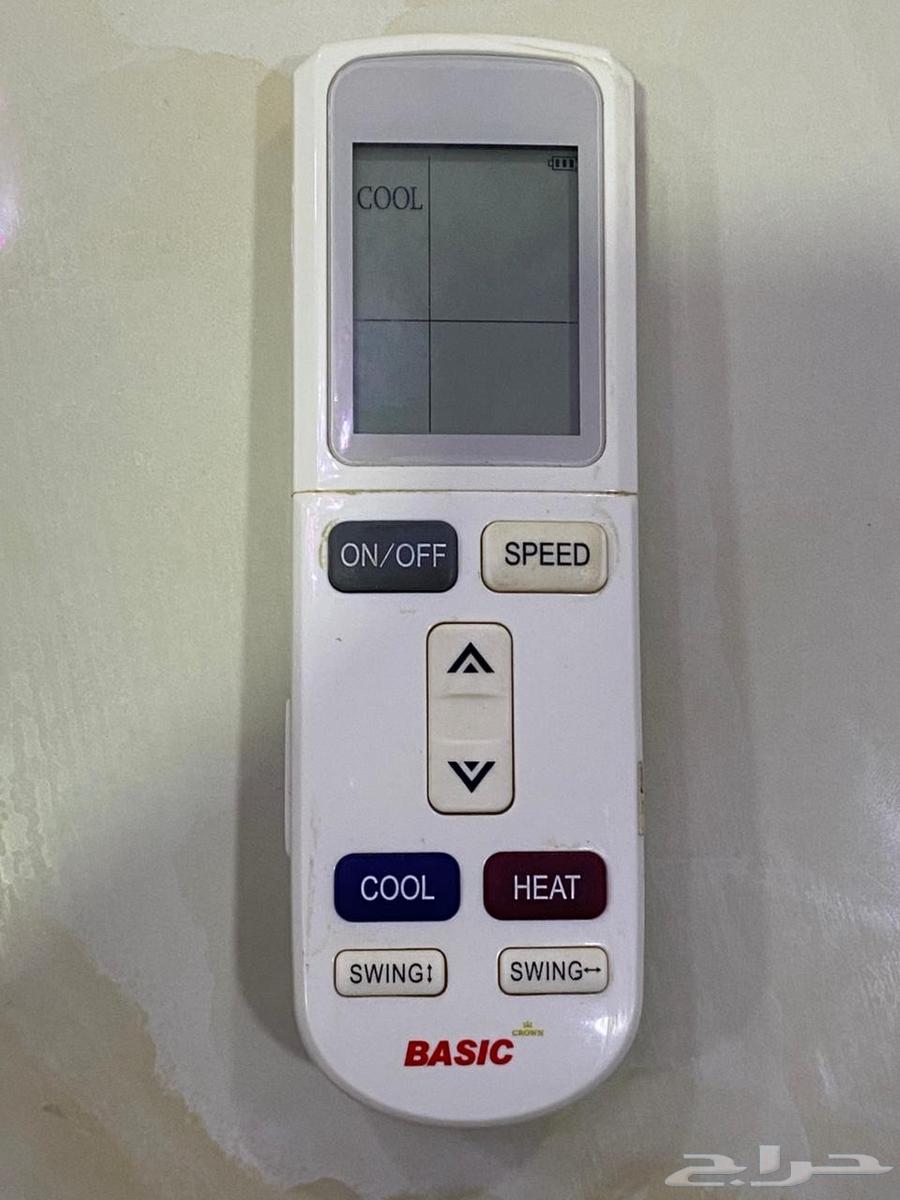 COOL
ON/OFF SPEED
COOL HEAT
SWING↕ SWING↔
CROWN
BASIC
حراج